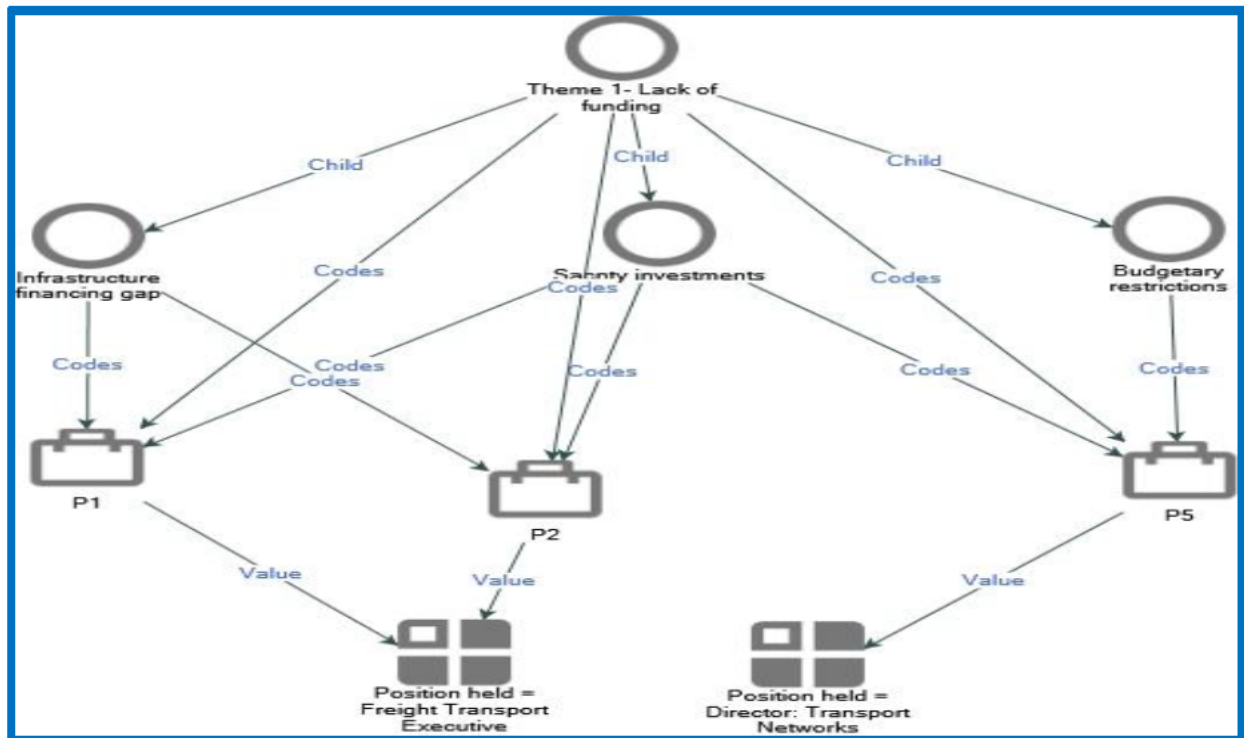 Theme 1- Lack of
funding
Child
Child
Child
Infrastructure
financing gap
Codes
Sacnty investments
Codes
Codes
Budgetary
restrictions
Codes
Codes
Codes
Codes
Codes
Codes
P1
P2
P5
Value
Value
Value
Position held =
Freight Transport
Executive
Position held =
Director: Transport
Networks